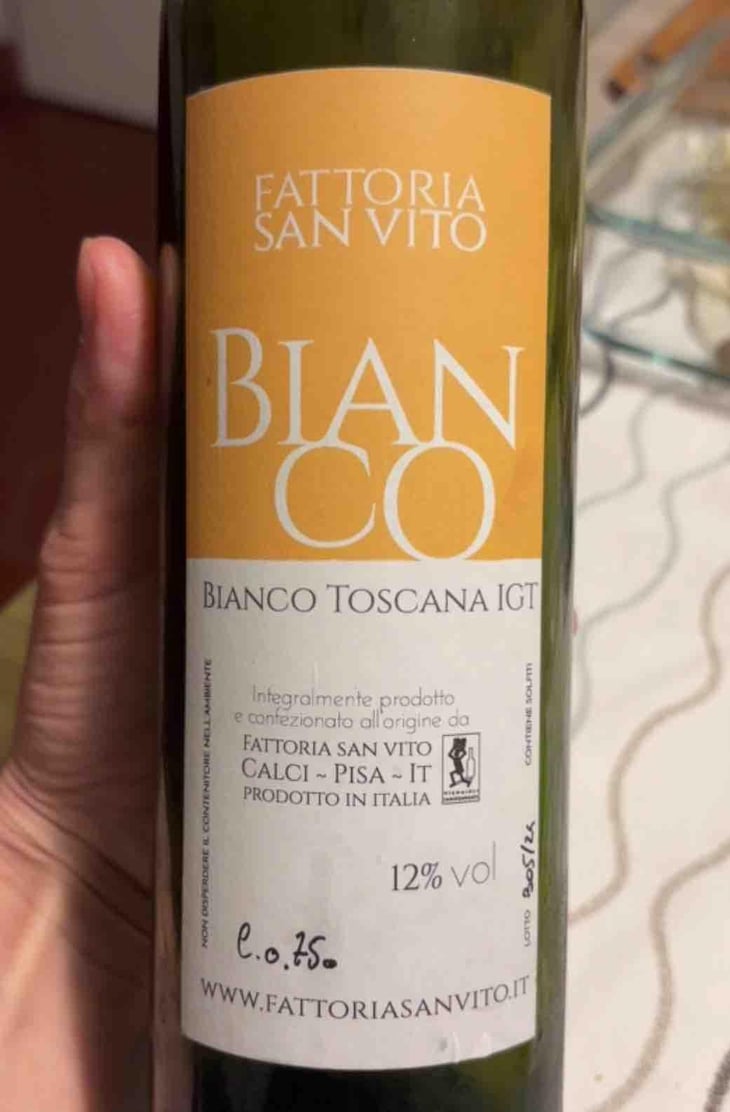 FATTORIA
SAN VITO
BIAN
CO
BIANCO TOSCANA IGT
Integralmente prodotto
e confezionato all'origine da
FATTORIA SAN VITO
CALCI ~ PISA ~ IT
PRODOTTO IN ITALIA
12% vol
l. 0,750
WWW.FATTORIASANVITO.IT
NON DISPERDERE IL CONTENITORE NELL'AMBIENTE
CONTIENE SOLFITI
LOTTO